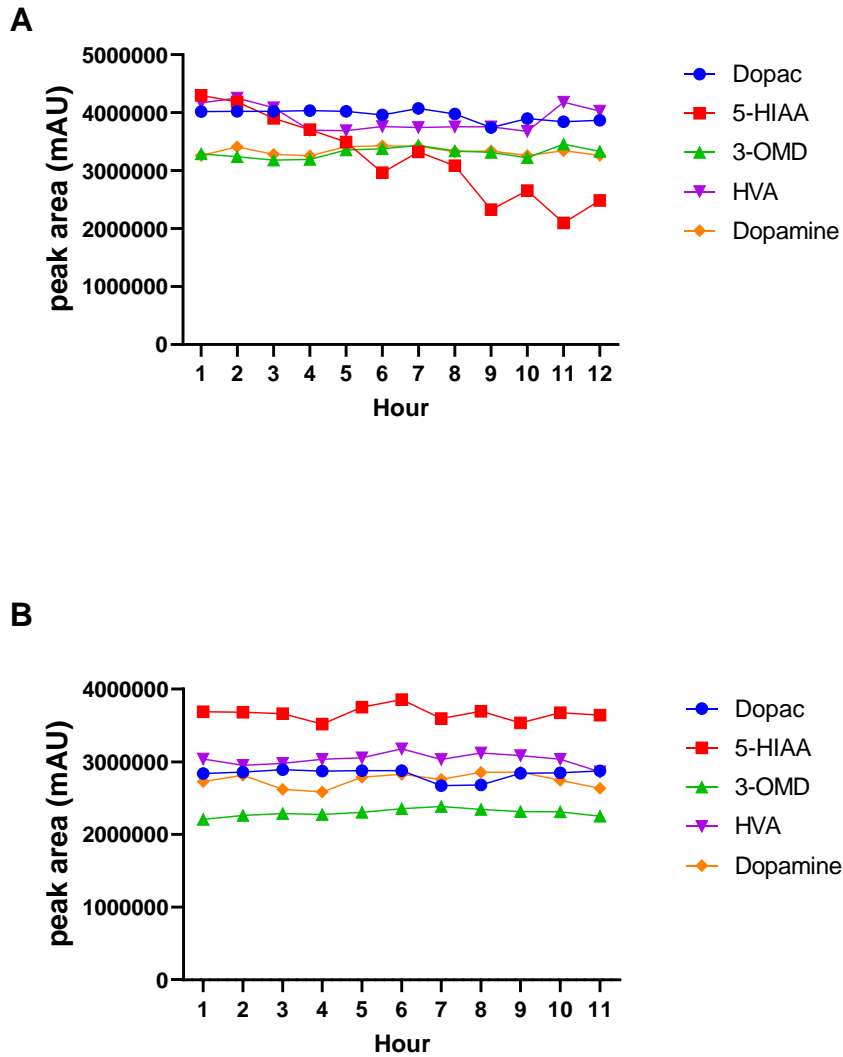 A
peak area (mAU)
5000000
4000000
3000000
2000000
1000000
0
1 2 3 4 5 6 7 8 9 10 11 12
Hour
Dopac
5-HIAA
3-OMD
HVA
Dopamine
B
peak area (mAU)
4000000
3000000
2000000
1000000
0
1 2 3 4 5 6 7 8 9 10 11
Hour
Dopac
5-HIAA
3-OMD
HVA
Dopamine